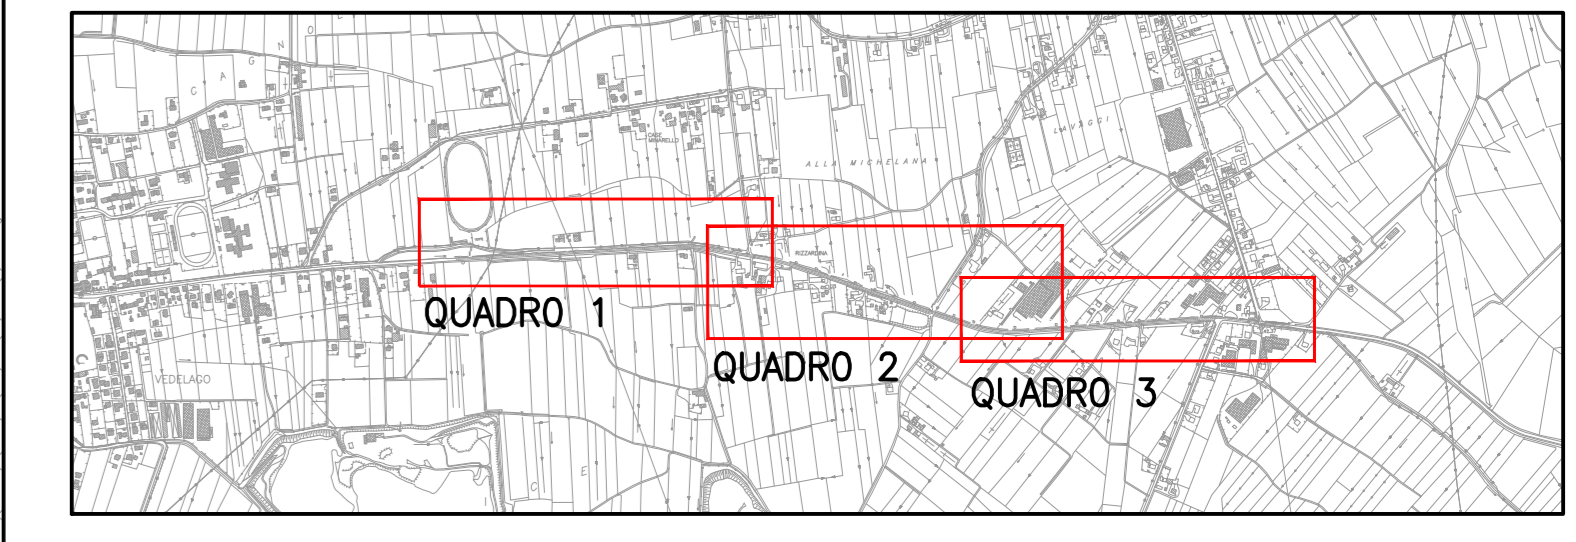 CASE
MINARELLO
LAVAGGI
ALLA MICHELANA
RIZZARDINA
QUADRO 1
QUADRO 2
VEDELAGO
QUADRO 3